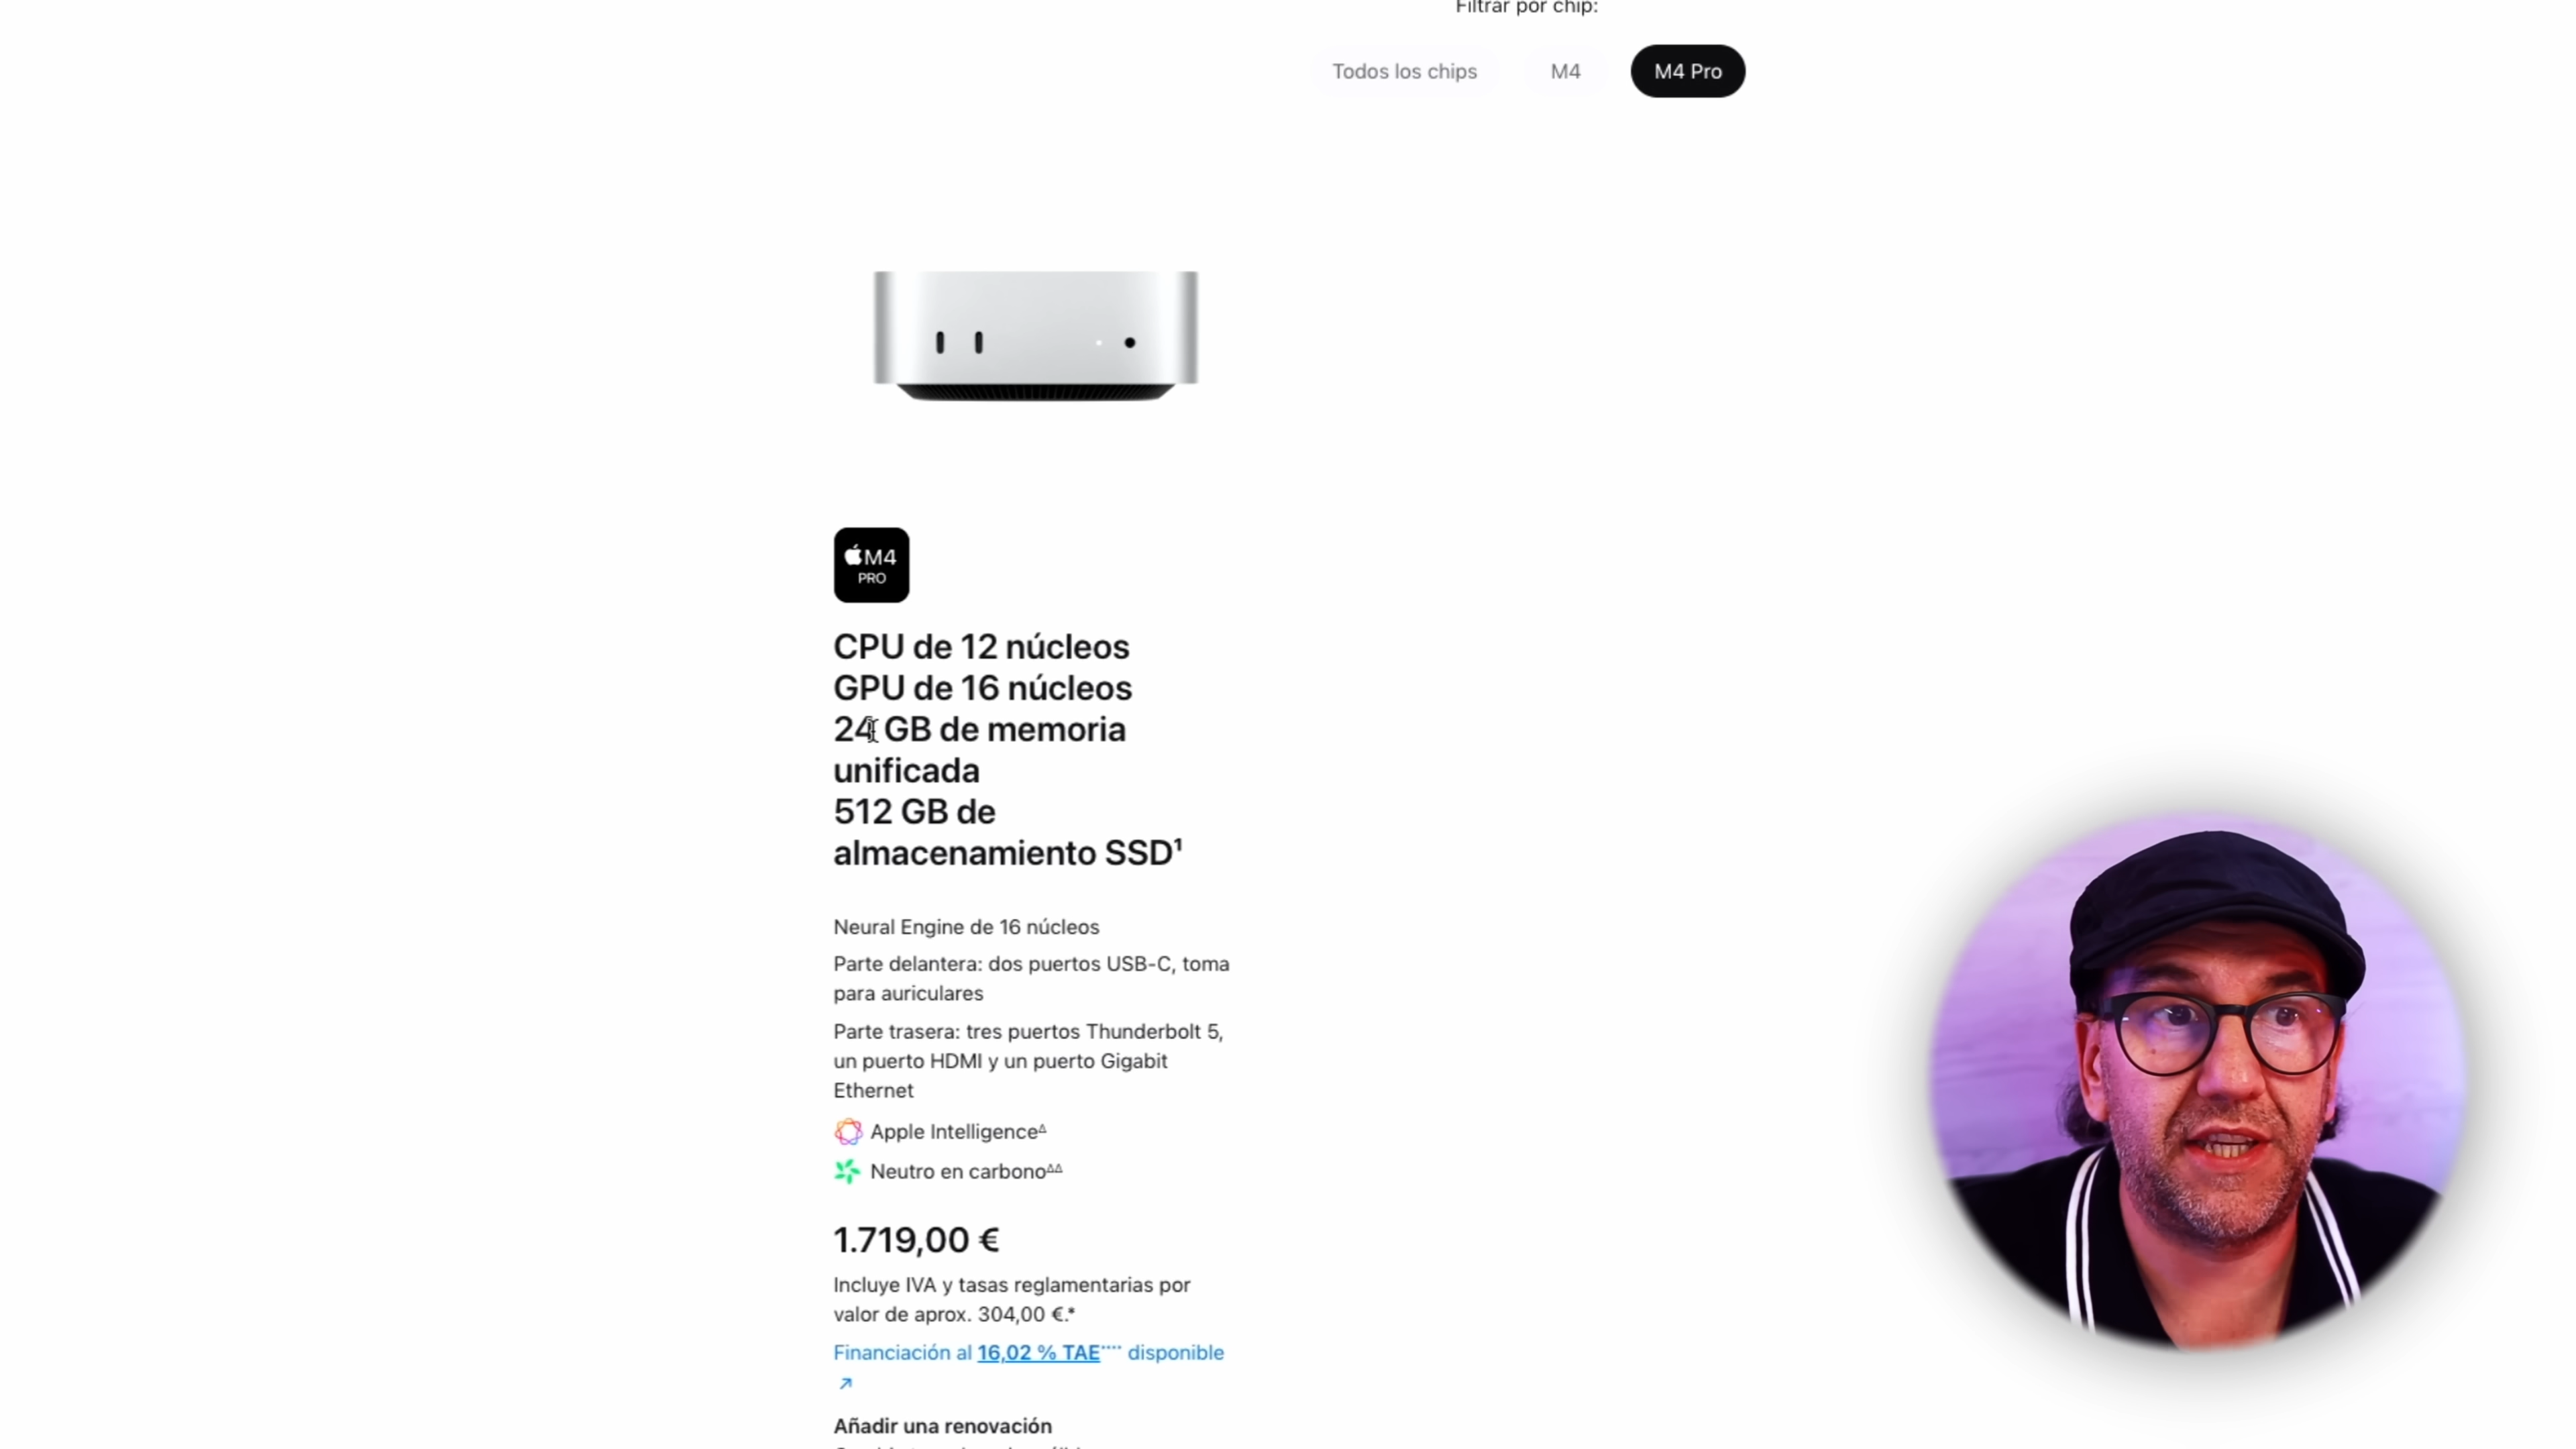 Filtrar por chip:
Todos los chips M4 M4 Pro
M4
PRO
CPU de 12 núcleos
GPU de 16 núcleos
24 GB de memoria
unificada
512 GB de
almacenamiento SSD¹
Neural Engine de 16 núcleos
Parte delantera: dos puertos USB-C, toma
para auriculares
Parte trasera: tres puertos Thunderbolt 5,
un puerto HDMI y un puerto Gigabit
Ethernet
Apple Intelligence∆
Neutro en carbono∆∆
1.719,00 €
Incluye IVA y tasas reglamentarias por
valor de aprox. 304,00 €.*
Financiación al 16,02 % TAE**** disponible
↗
Añadir una renovación